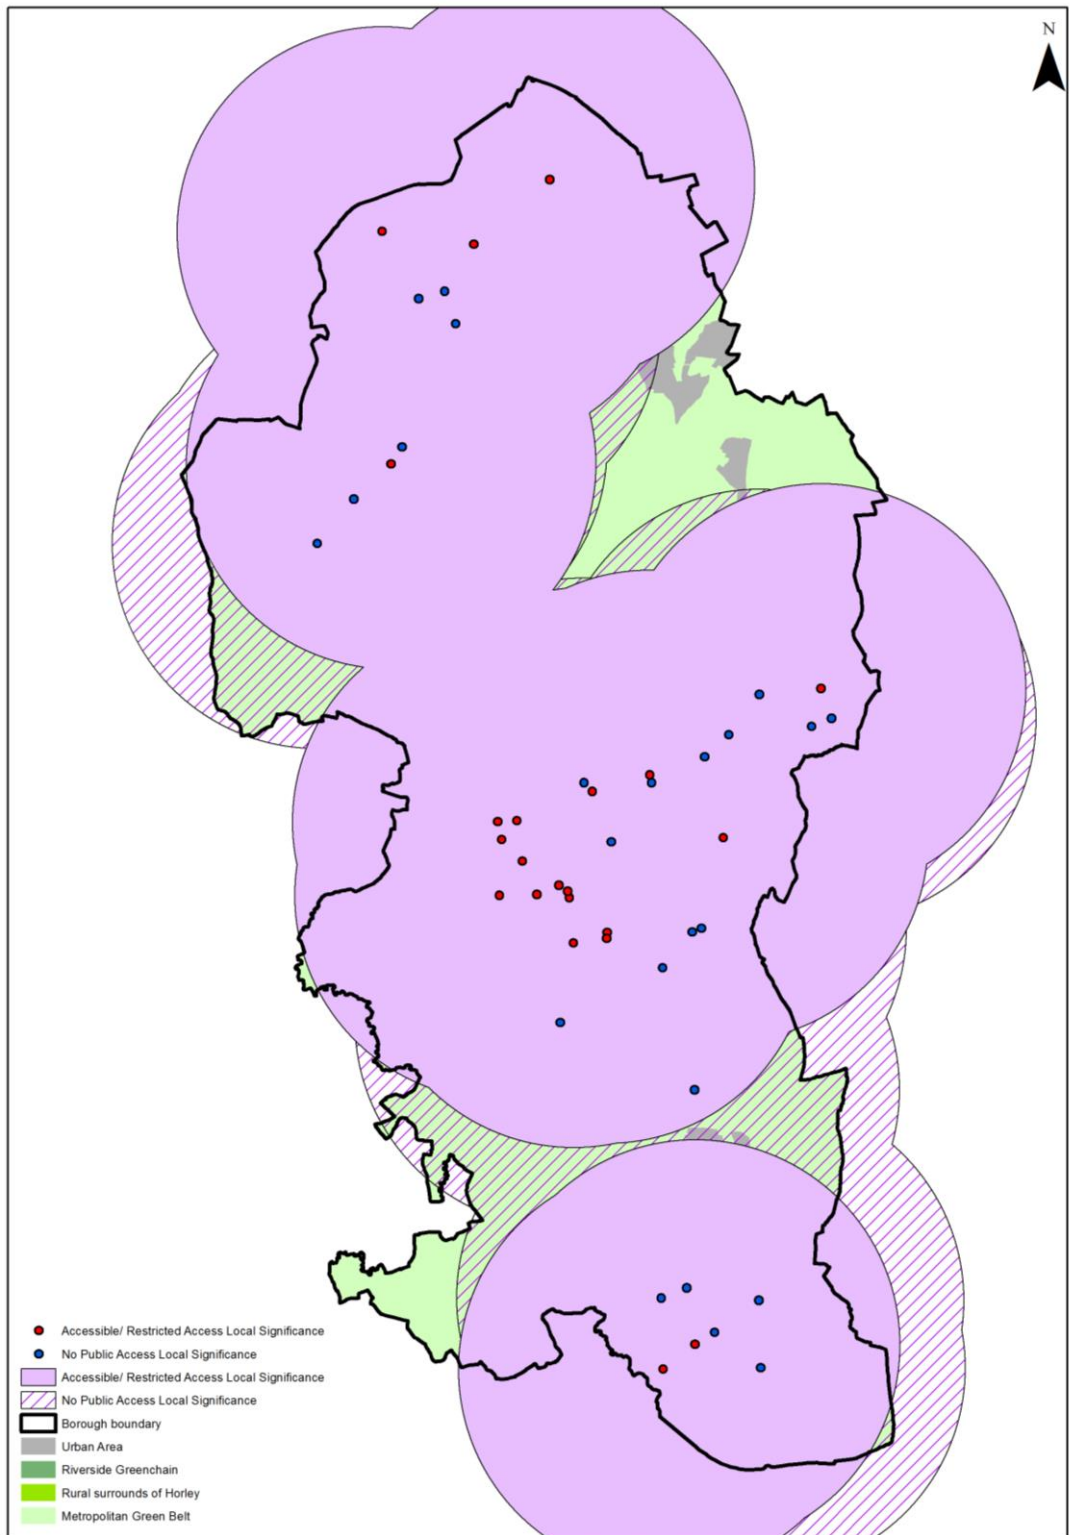 N
Accessible/ Restricted Access Local Significance
No Public Access Local Significance
Accessible/ Restricted Access Local Significance
No Public Access Local Significance
Borough boundary
Urban Area
Riverside Greenchain
Rural surrounds of Horley
Metropolitan Green Belt